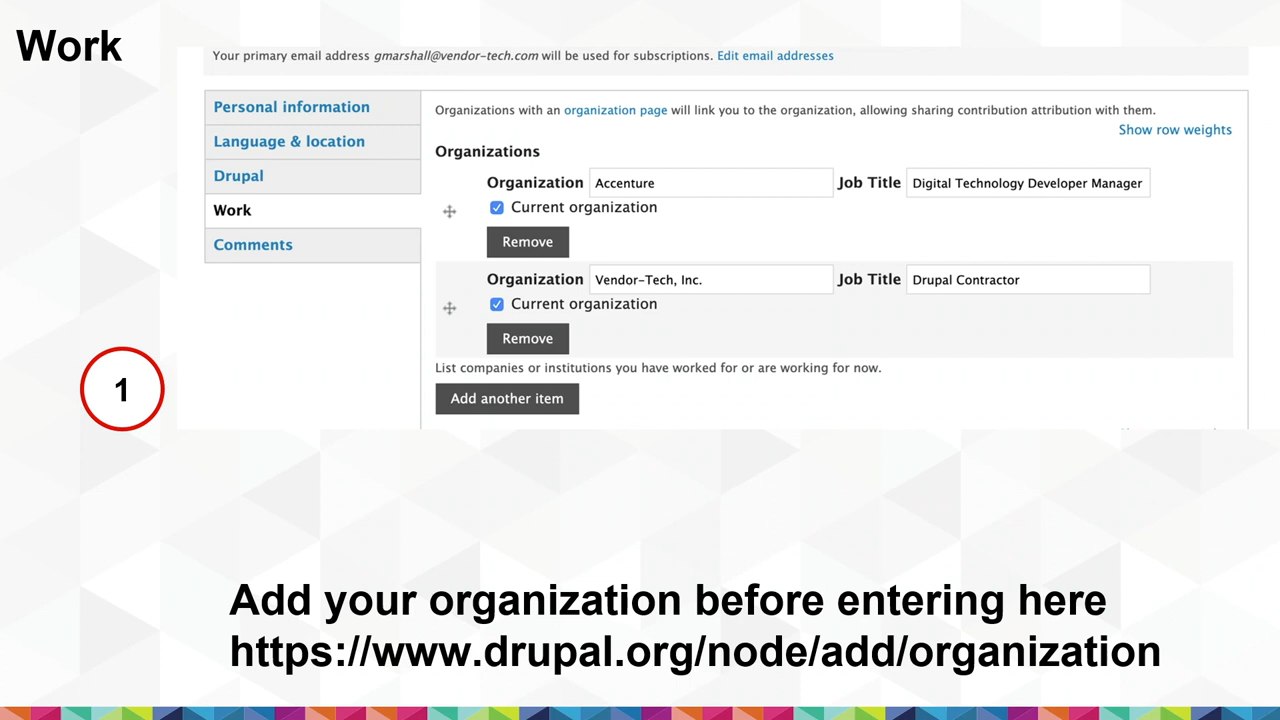 Work
Your primary email address gmarshall@vendor-tech.com will be used for subscriptions. Edit email addresses
Personal information
Language & location
Drupal
Work
Comments
Organizations with an organization page will link you to the organization, allowing sharing contribution attribution with them.
Show row weights
Organizations
Organization Accenture Job Title Digital Technology Developer Manager
Current organization
Remove
Organization Vendor-Tech, Inc. Job Title Drupal Contractor
Current organization
Remove
List companies or institutions you have worked for or are working for now.
Add another item
1
Add your organization before entering here
https://www.drupal.org/node/add/organization